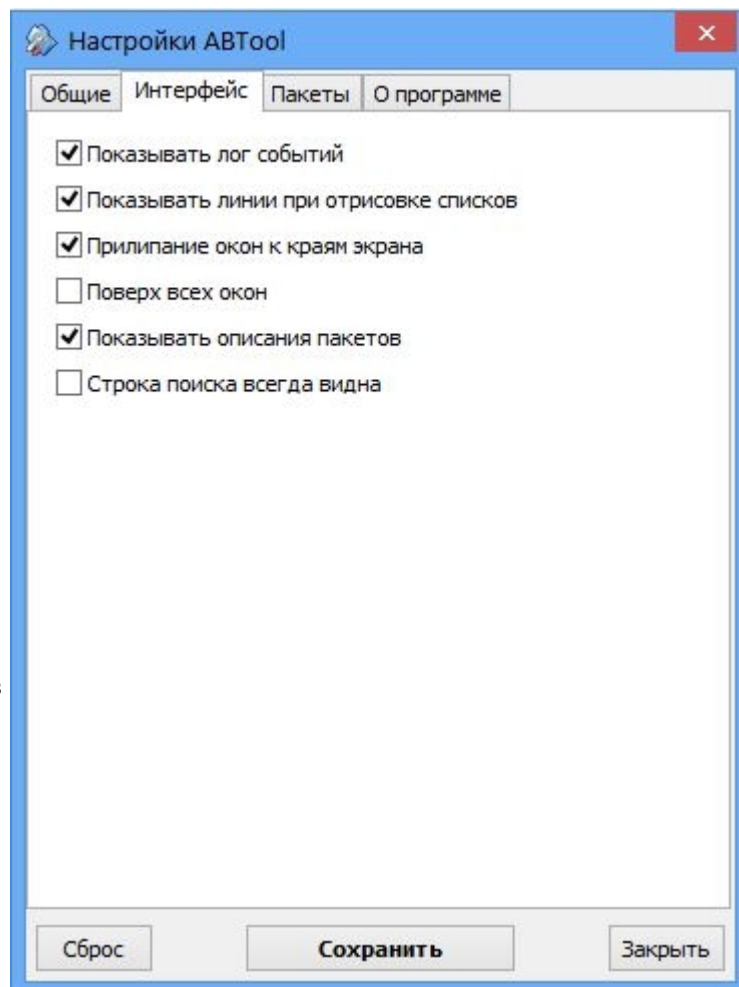 Настройки ABTool
Общие Интерфейс Пакеты О программе
Показывать лог событий
Показывать линии при отрисовке списков
Прилипание окон к краям экрана
Поверх всех окон
Показывать описания пакетов
Строка поиска всегда видна
Сброс Сохранить Закрыть